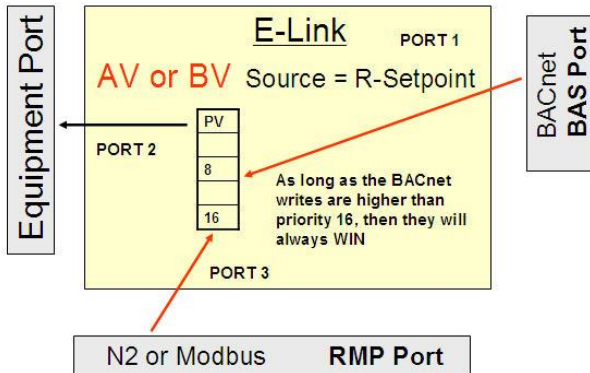 Equipment Port
E-Link
PORT 1
AV or BV Source = R-Setpoint
PV
PORT 2
8
16
As long as the BACnet
writes are higher than
priority 16, then they will
always WIN
PORT 3
BACnet
BAS Port
N2 or Modbus RMP Port